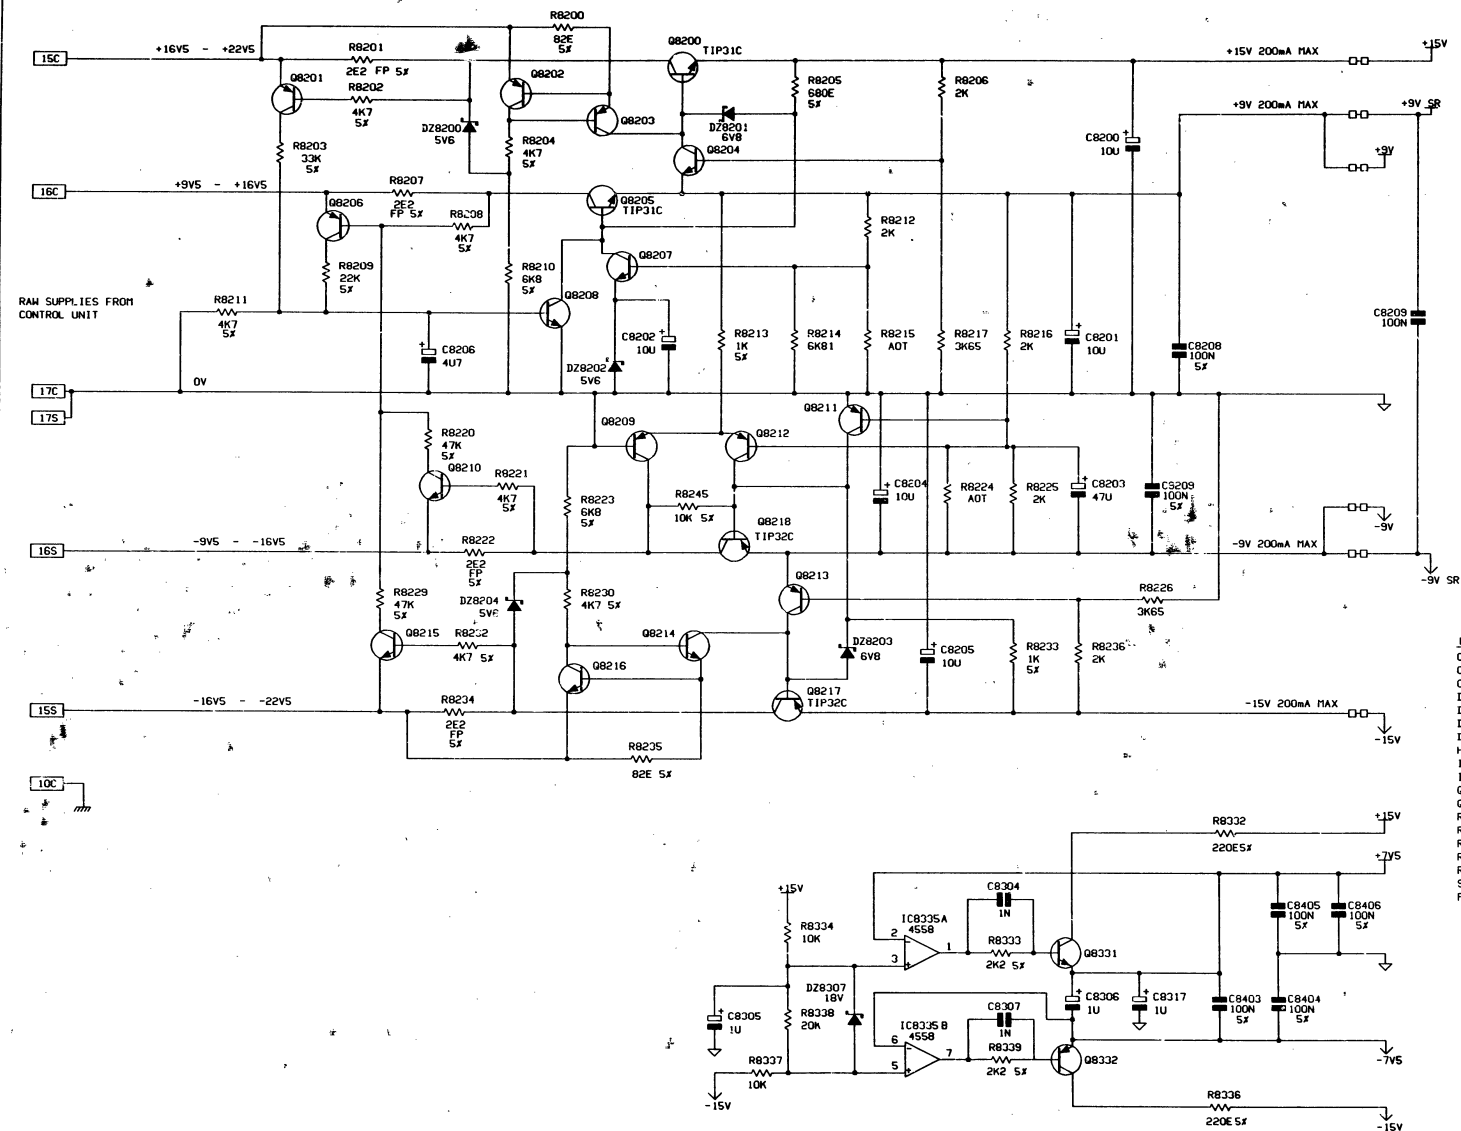 R8200
82E
5%
15C
+16V5 - +22V5
R8201
2E2 FP 5%
Q8201
R8202
4K7
5%
Q8202
Q8200
TIP31C
DZ8200
5V6
Q8203
R8204
4K7
5%
DZ8201
6V8
Q8204
R8205
680E
5%
R8206
2K
+15V 200mA MAX
+15V
+9V 200mA MAX
+9V SR
+9V
C8200
10U
R8203
33K
5%
16C
+9V5 - +16V5
R8207
2E2
FP 5%
Q8206
4K7
5%
Q8205
TIP31C
R8212
2K
Q8207
R8209
22K
5%
R8210
6K8
5%
Q8208
RAW SUPPLIES FROM
CONTROL UNIT
R8211
4K7
5%
C8206
4U7
C8202
10U
DZ8202
5V6
R8213
1K
5%
R8214
6K81
R8215
AOT
R8217
3K65
R8216
2K
C8201
10U
C8208
100N
5%
C8209
100N
17C
0V
17S
R8220
47K
5%
Q8210
R8221
4K7
5%
Q8209
Q8212
Q8211
R8223
6K8
5%
R8245
10K 5%
Q8218
TIP32C
C8204
10U
R8224
AOT
R8225
2K
C8203
47U
100N
5%
16S
-9V5 - -16V5
R8222
2E2
FP
5%
-9V
-9V 200mA MAX
-9V SR
R8229
47K
5%
DZ8204
R8230
4K7 5%
Q8213
R8226
3K65
Q8215
4K7 5%
Q8214
Q8216
DZ8203
6V8
C8205
10U
R8233
1K
5%
R8236
2K
15S
-16V5 - -22V5
R8234
2E2
FP
5%
Q8217
TIP32C
-15V 200mA MAX
-15V
R8235
82E 5%
10C
R8332
220E5%
+15V
+7V5
+15V
R8334
10K
C8304
1N
IC8335A
4558
2
3
1
R8333
2K2 5%
Q8331
C8405
100N
5%
C8406
100N
5%
DZ8307
18V
C8305
1U
R8338
20K
C8307
1N
IC8335B
4558
6
5
7
R8339
2K2 5%
Q8332
C8306
1U
C8317
1U
C8403
100N
5%
C8404
100N
5%
R8337
10K
-15V
-7V5
R8336
220E5%
-15V